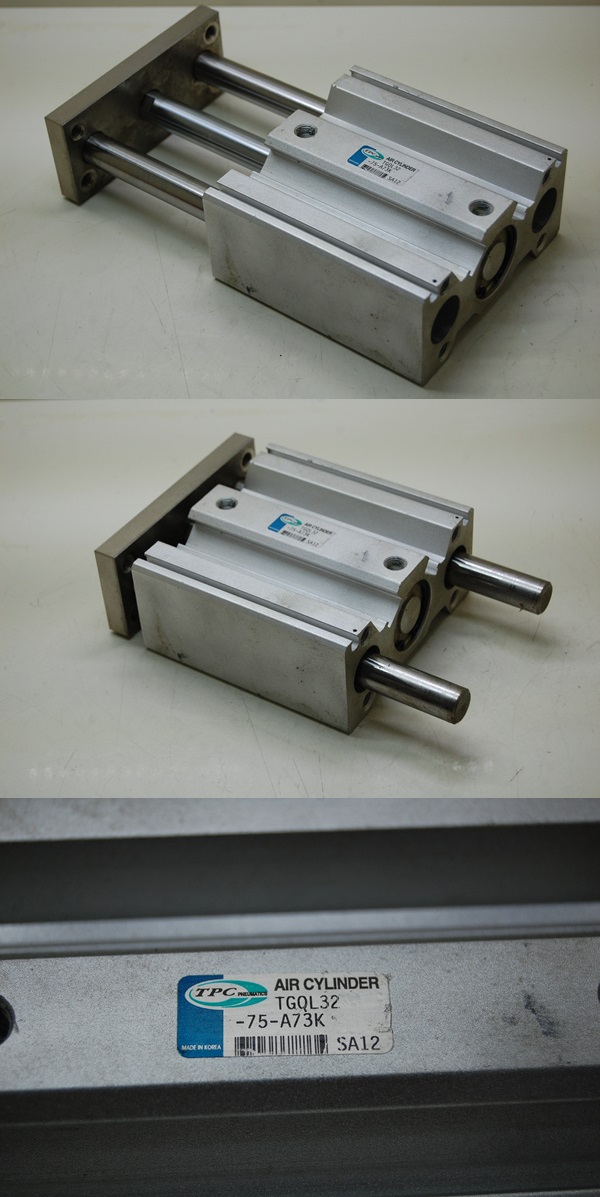 TPC
AIR CYLINDER
TGQL32
-75-A73K
SA12
TPC
AIR CYLINDER
TGQL32
-75-A73K
SA12
TPC PNEUMATICS
AIR CYLINDER
TGQL32
-75-A73K
MADE IN KOREA
SA12